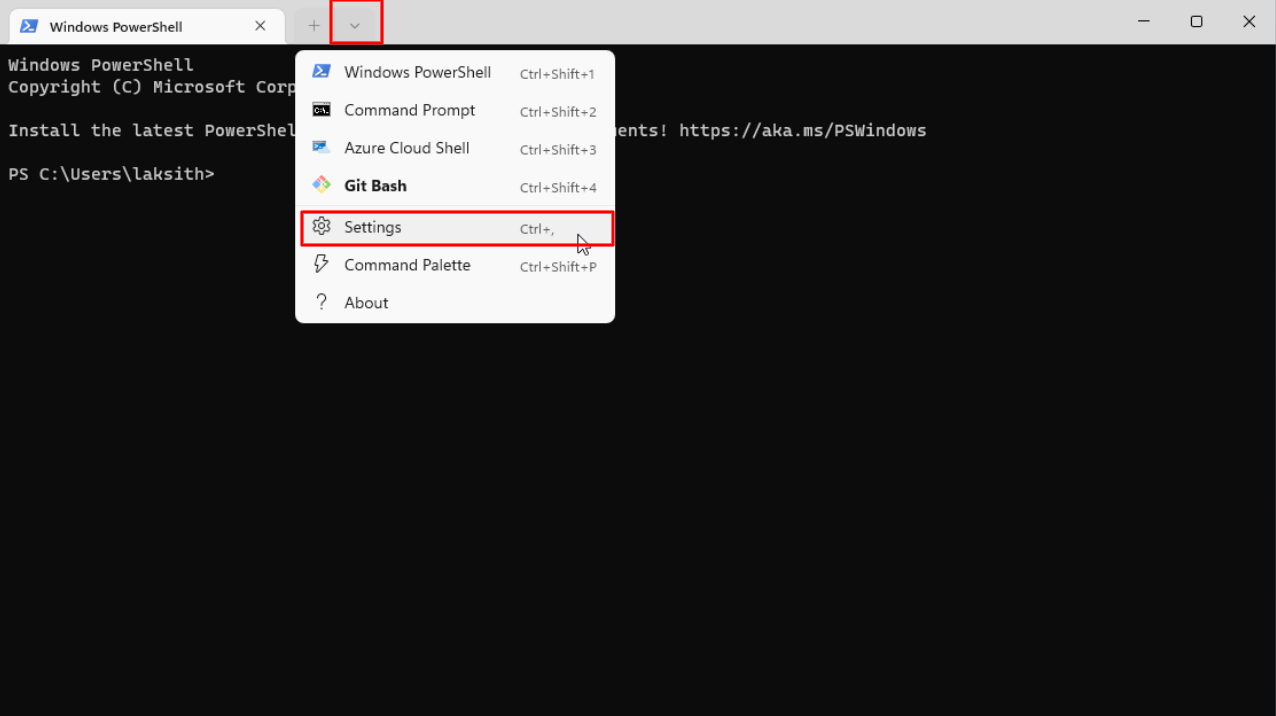 Windows PowerShell
Windows PowerShell
Copyright (C) Microsoft Corp
Install the latest PowerShel ents! https://aka.ms/PSWindows
PS C:\Users\laksith>
Windows PowerShell Ctrl+Shift+1
Command Prompt Ctrl+Shift+2
Azure Cloud Shell Ctrl+Shift+3
Git Bash Ctrl+Shift+4
Settings Ctrl+,
Command Palette Ctrl+Shift+P
About